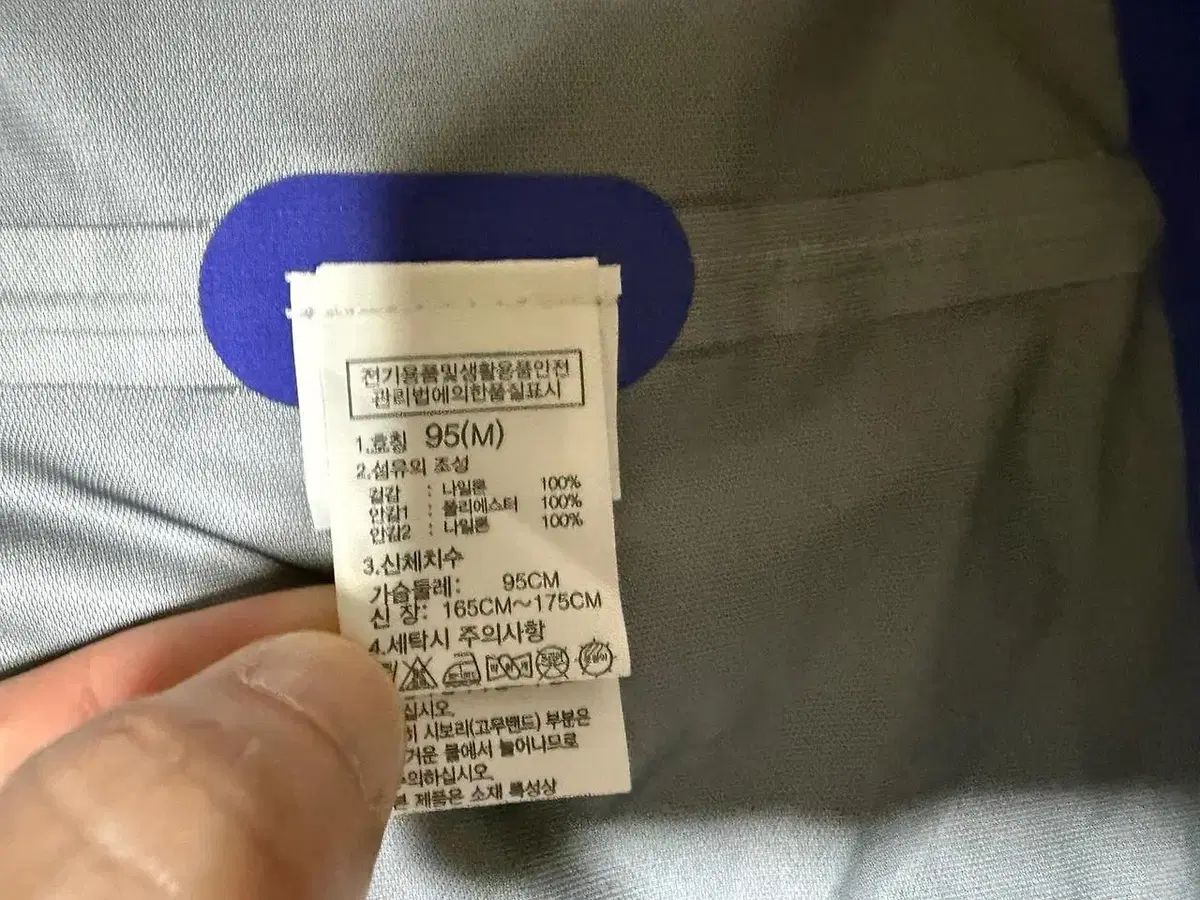 전기용품및생활용품안전
관리법에의한품질표시
1.호칭 95(M)
2.섬유의 조성
겉감 : 나일론 100%
안감1 : 폴리에스터 100%
안감2 : 나일론 100%
3.신체치수
가슴둘레: 95CM
신 장: 165CM~175CM
4.세탁시 주의사항
십시오.
시보리(고무밴드) 부분은
거운 물에서 늘어나므로
의하십시오.
제품은 소재 특성상